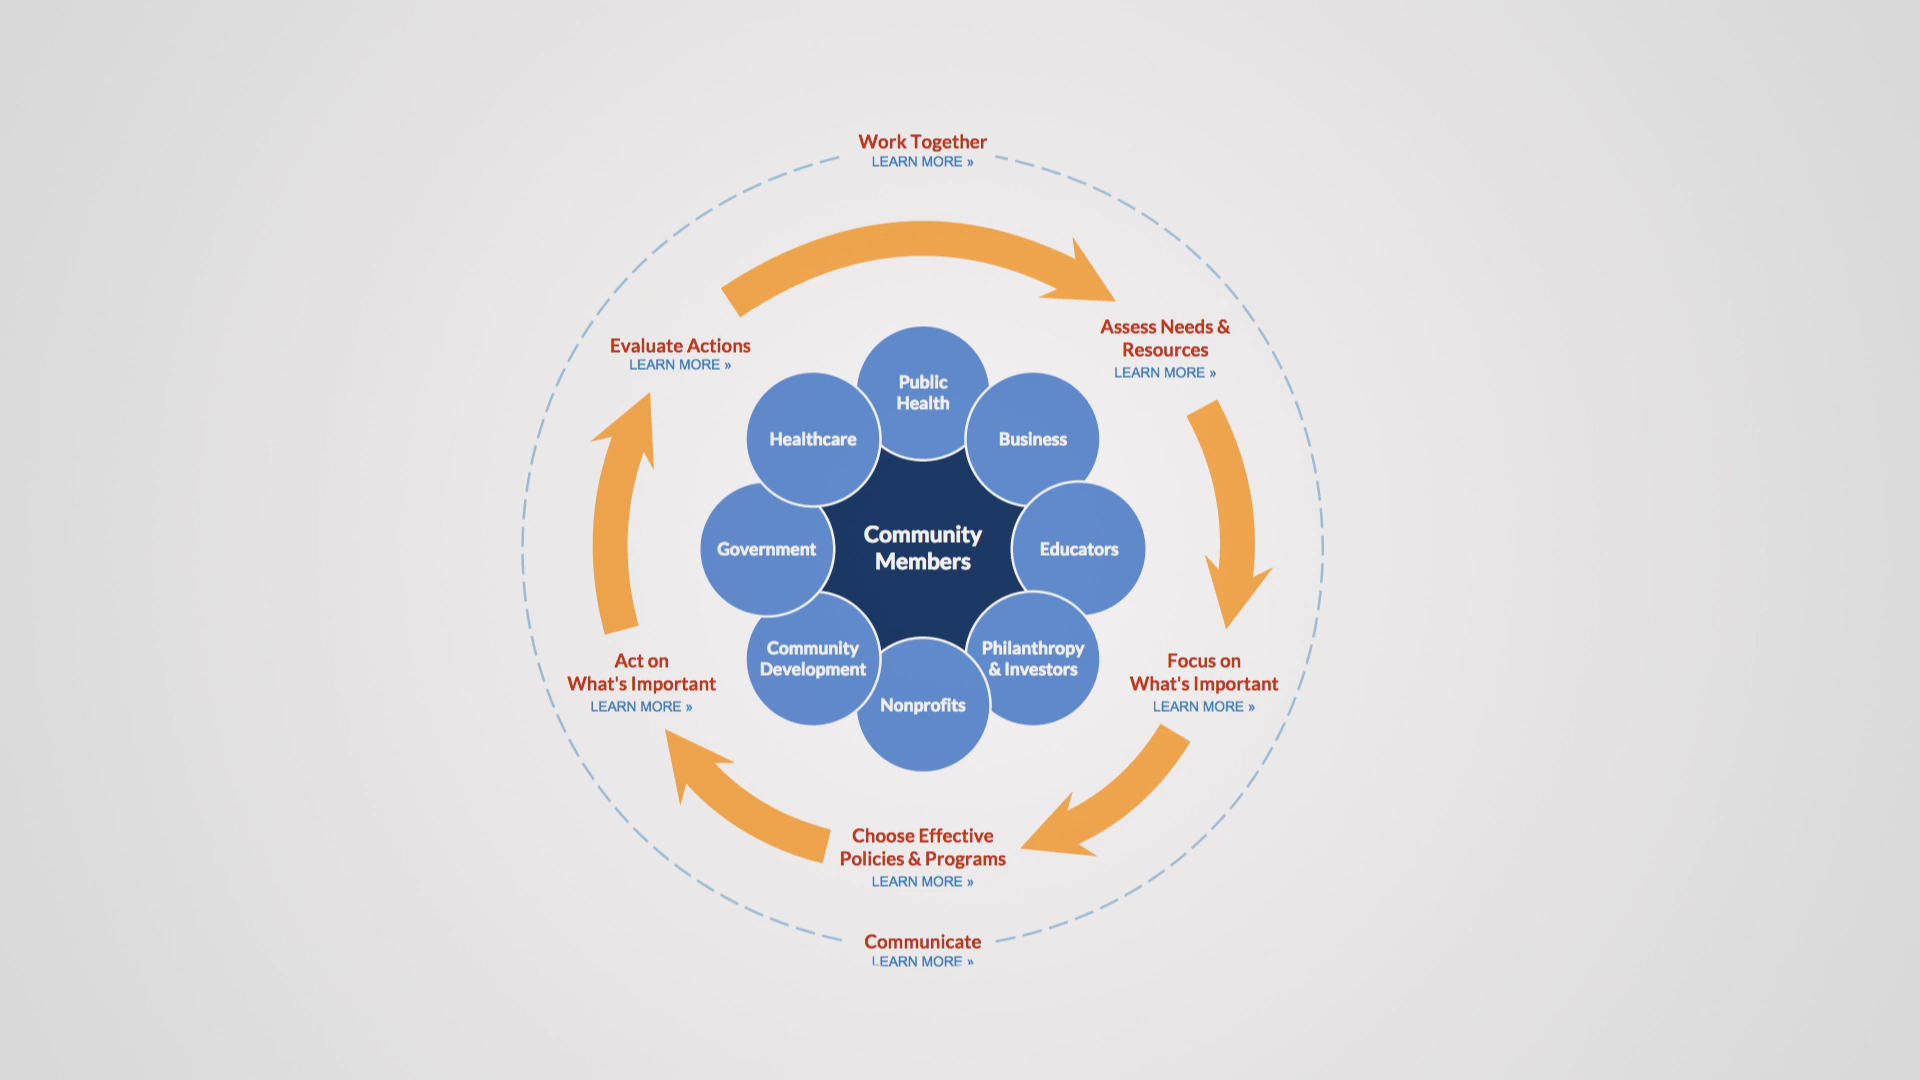 Work Together
LEARN MORE »
Assess Needs &
Resources
LEARN MORE »
Evaluate Actions
LEARN MORE »
Public
Health
Healthcare
Business
Community
Members
Government
Educators
Community
Development
Philanthropy
& Investors
Nonprofits
Act on
What's Important
LEARN MORE »
Focus on
What's Important
LEARN MORE »
Choose Effective
Policies & Programs
LEARN MORE »
Communicate
LEARN MORE »